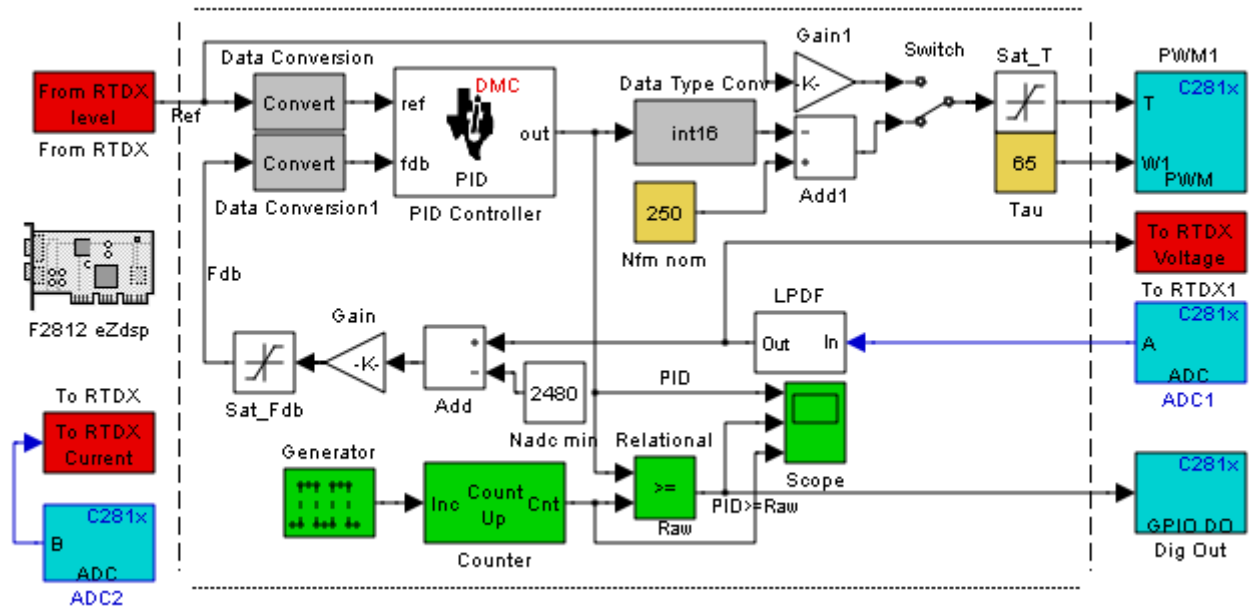 From RTDX
level
From RTDX
Ref
Data Conversion
Convert
Convert
Data Conversion1
DMC
ref
fdb
out
PID
PID Controller
Data Type Conv
int16
250
Nfm nom
Gain1
-K-
-
+
Add1
Switch
Sat_T
65
Tau
PWM1
C281x
T
W1
PWM
To RTDX
Voltage
To RTDX1
F2812 eZdsp
Fdb
Sat_Fdb
Gain
-K-
+
-
Add
2480
Nadc min
LPDF
Out
In
C281x
A
ADC
ADC1
PID
Scope
To RTDX
To RTDX
Current
C281x
B
ADC
ADC2
Generator
Inc
Count
Up
Cnt
Counter
Relational
>=
Raw
PID>=Raw
C281x
GPIO DO
Dig Out